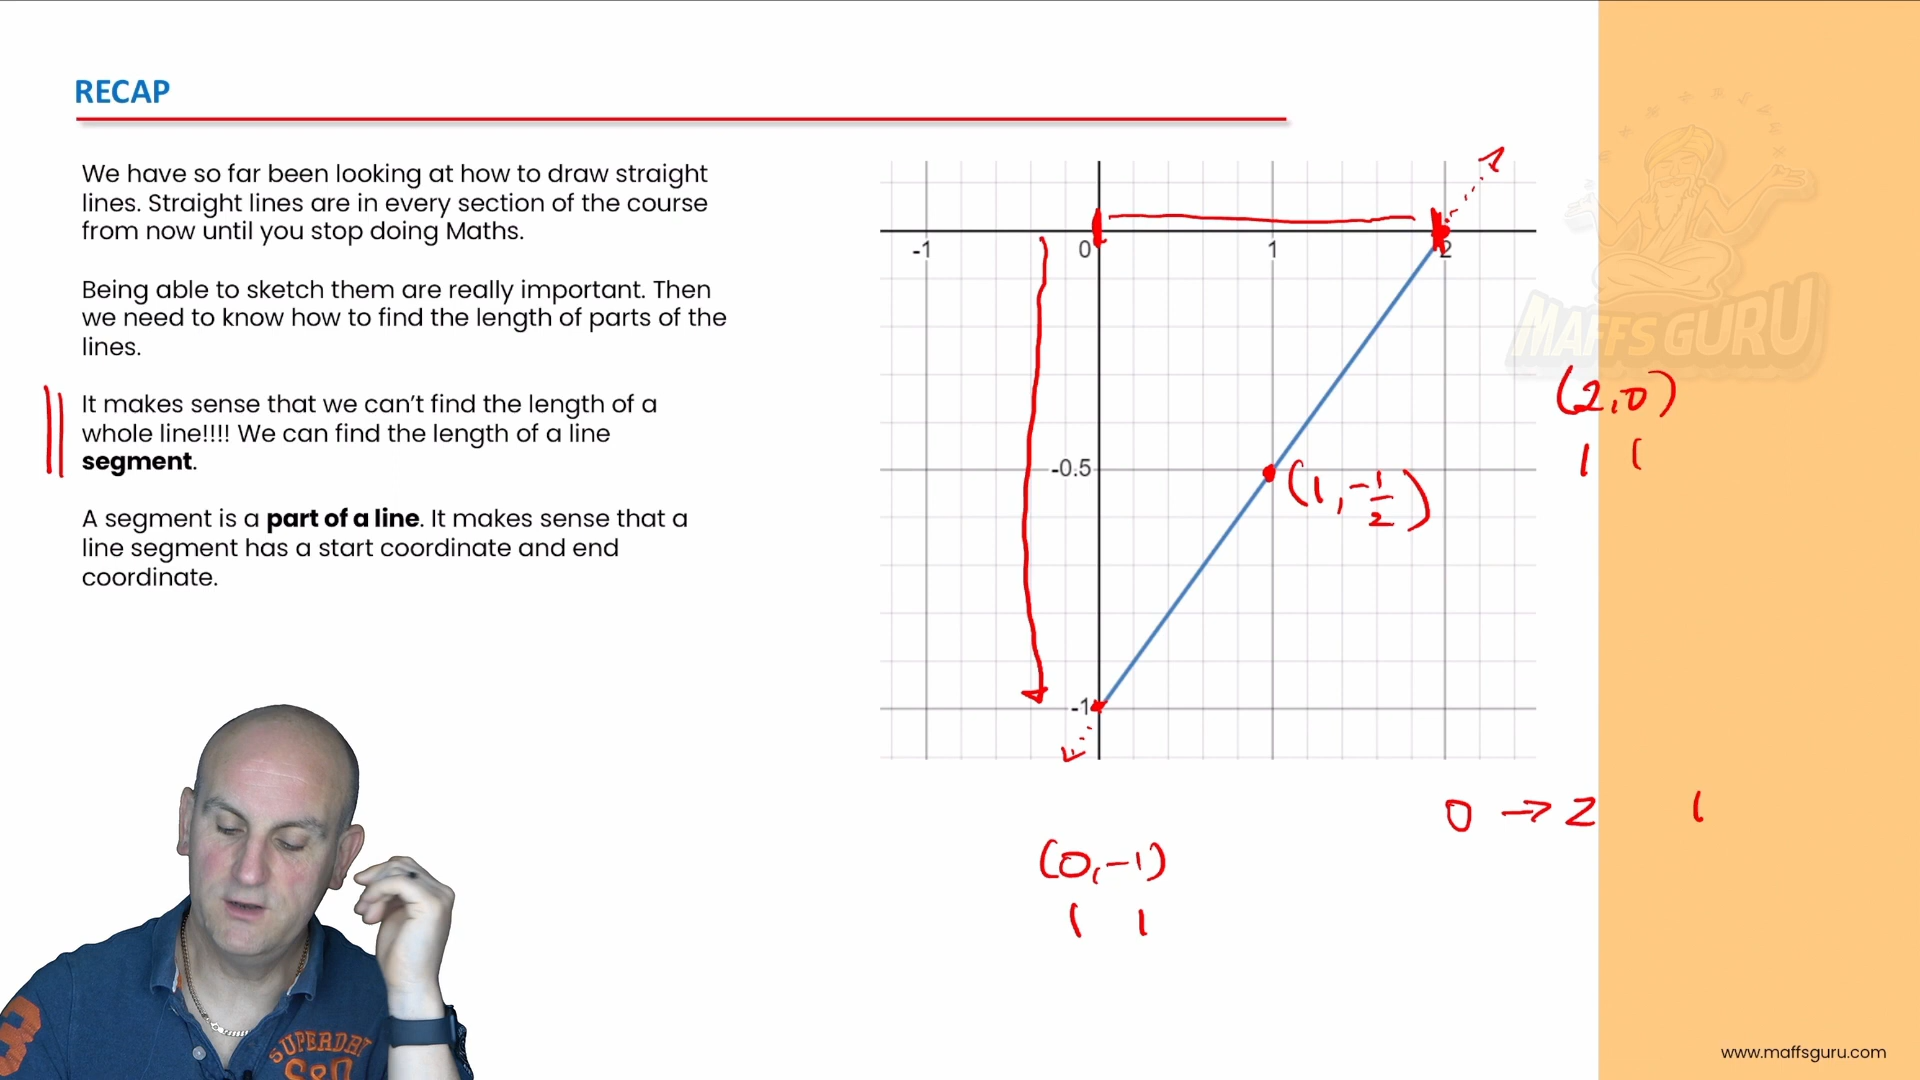 RECAP
We have so far been looking at how to draw straight
lines. Straight lines are in every section of the course
from now until you stop doing Maths.
Being able to sketch them are really important. Then
we need to know how to find the length of parts of the
lines.
It makes sense that we can't find the length of a
whole line!!!! We can find the length of a line
segment.
A segment is a part of a line. It makes sense that a
line segment has a start coordinate and end
coordinate.
-1 0 1 2
-0.5
-1
(1, -1/2)
MAFFS GURU
(2,0)
0 → 2 1
(0,-1)
SUPERDRY
S&D
3
www.maffsguru.com